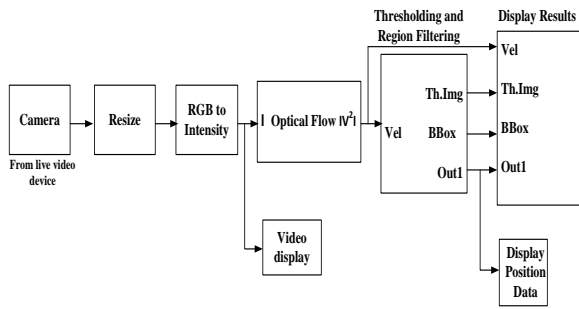 Thresholding and
Region Filtering
Display Results
Camera
From live video
device
Resize
RGB to
Intensity
I Optical Flow |V²|
Vel
Th.Img
BBox
Out1
Vel
Th.Img
BBox
Out1
Video
display
Display
Position
Data